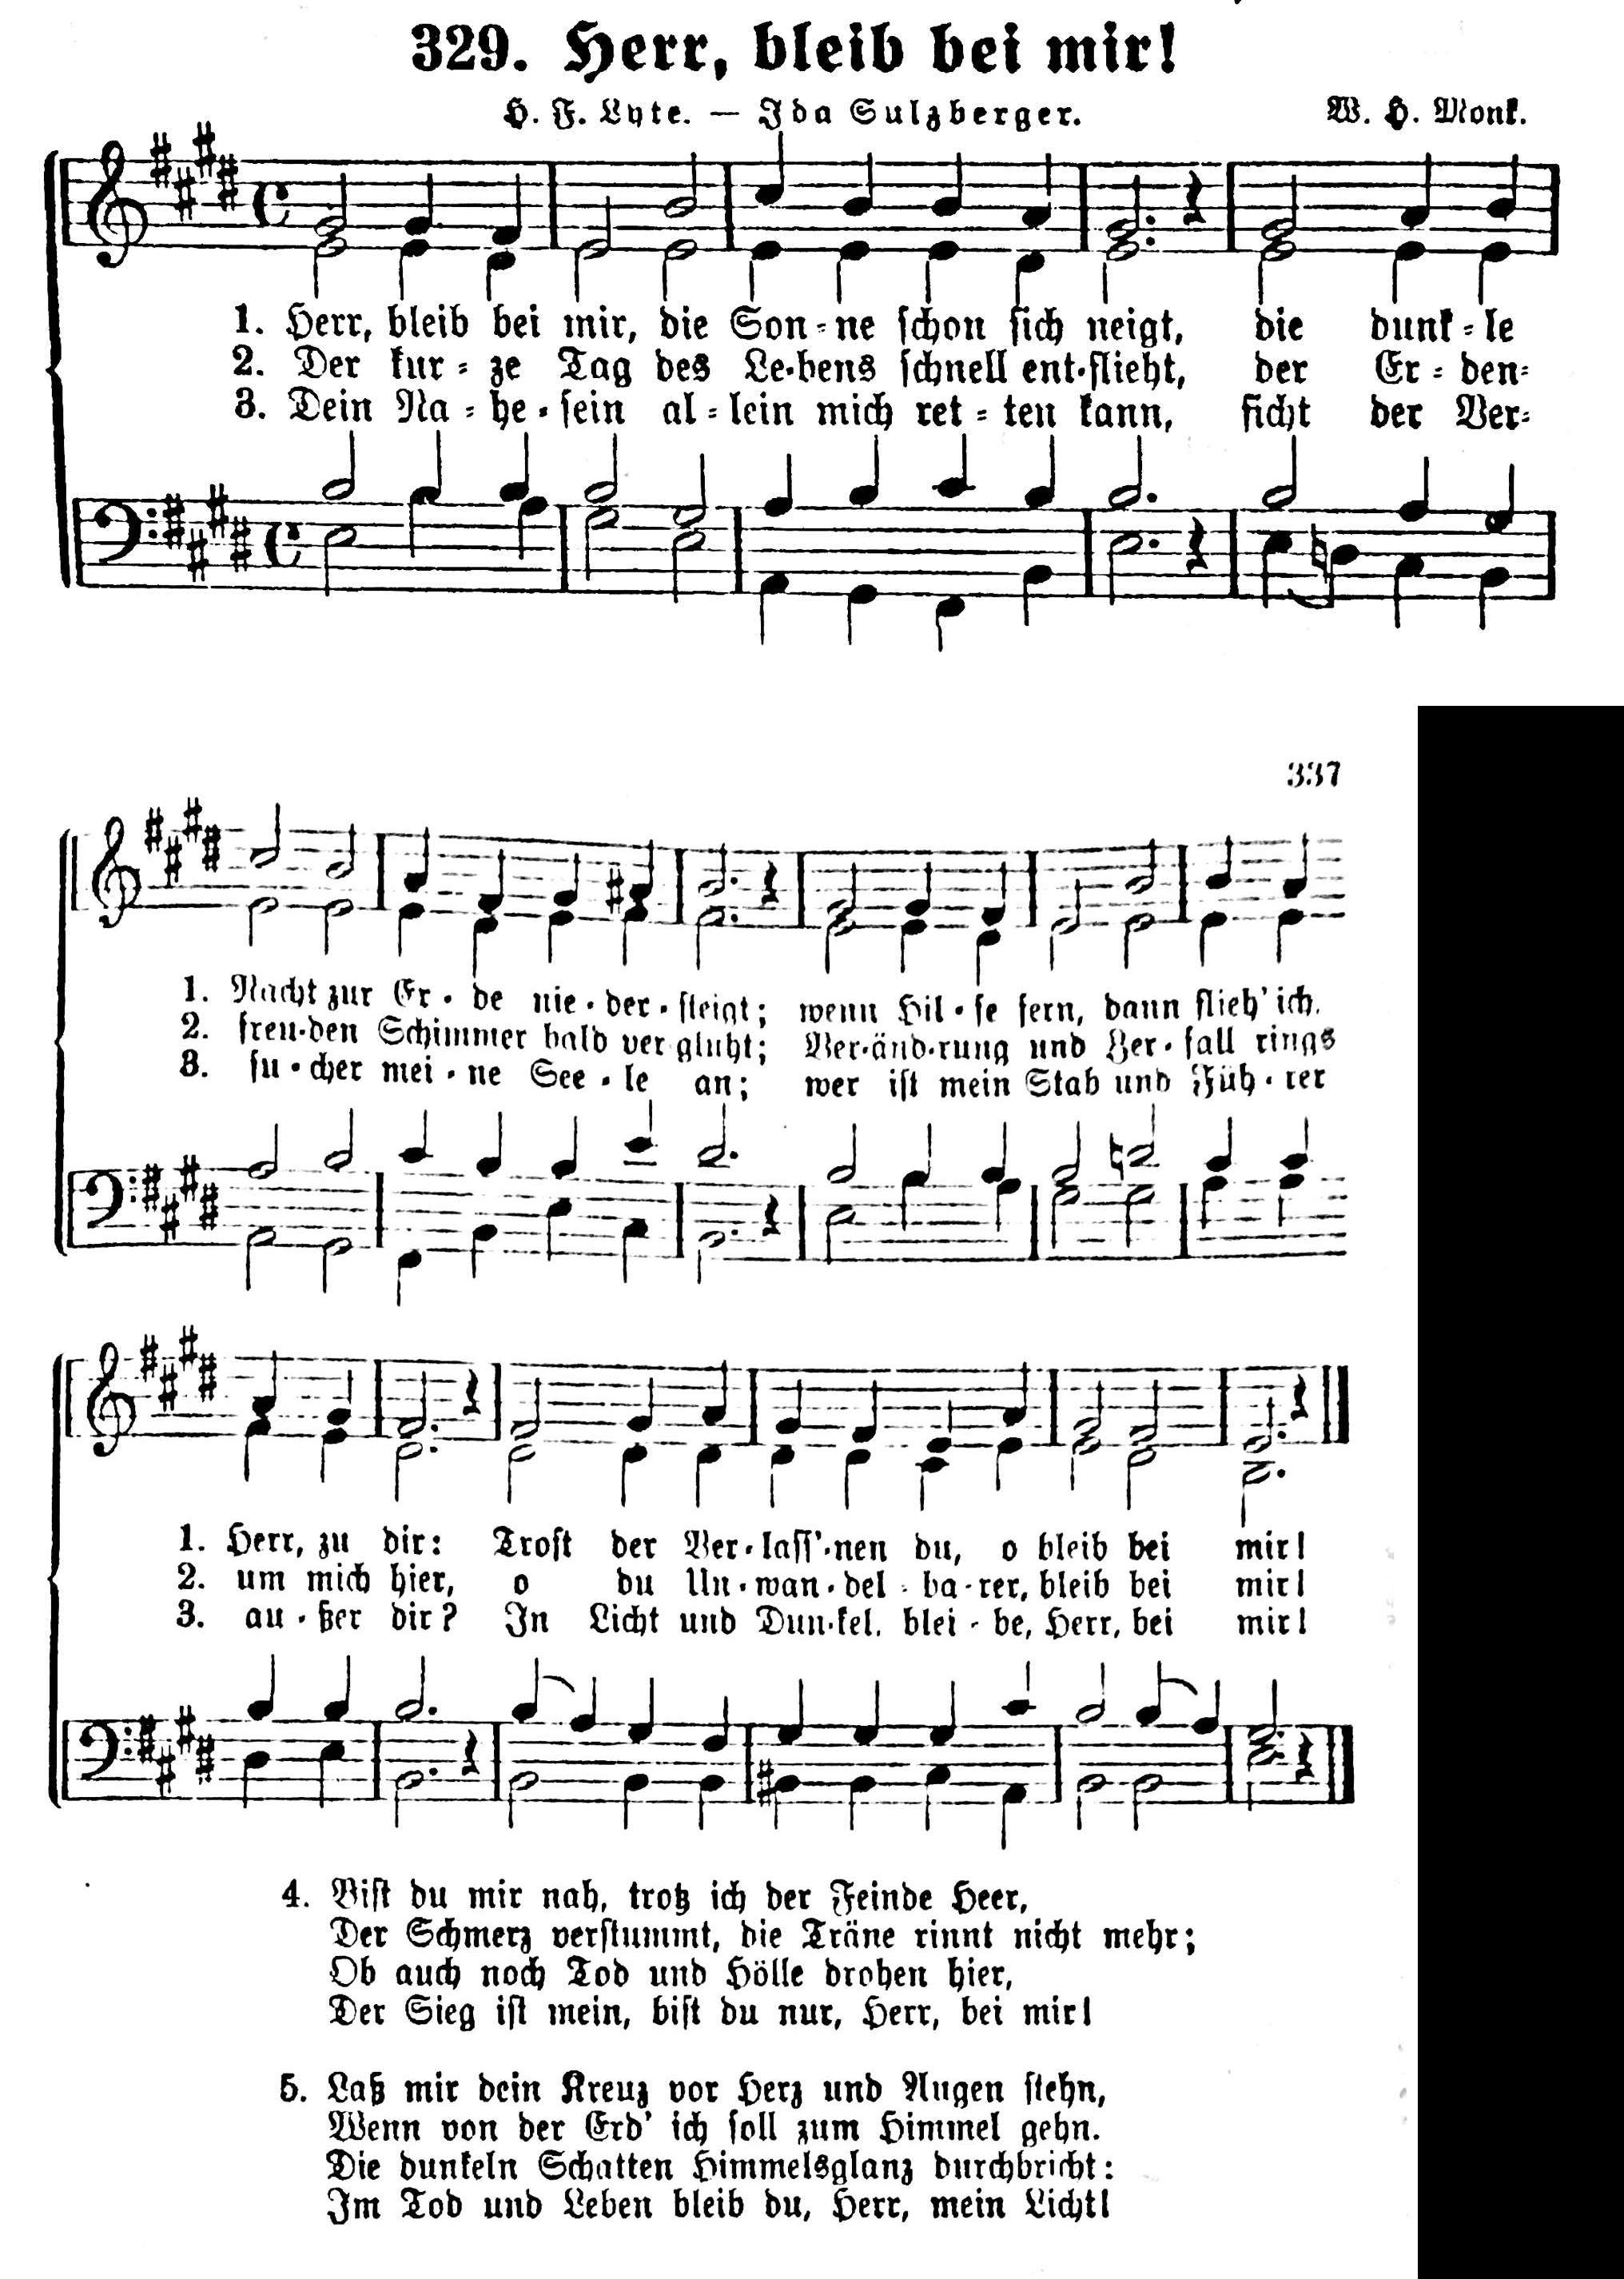 329. Herr, bleib bei mir!
H. F. Lyte. — Ida Sulzberger. W. H. Monk.
1. Herr, bleib bei mir, die Son-ne schon sich neigt, die dunk-le
2. Der kur-ze Tag des Le-bens schnell ent-flieht, der Er-den-
3. Dein Na-he-sein al-lein mich ret-ten kann, ficht der Ver-
337
1. Nacht zur Er-de nie-der-steigt; wenn Hil-fe fern, dann flieh' ich,
2. freu-den Schimmer bald verglüht; Ver-änd-rung und Ver-fall rings
3. su-cher mei-ne See-le an; wer ist mein Stab und Füh-rer
1. Herr, zu dir: Trost der Ver-lass'-nen du, o bleib bei mir!
2. um mich hier, o du Un-wan-del-ba-rer, bleib bei mir!
3. au-ßer dir? In Licht und Dun-kel, blei-be, Herr, bei mir!
4. Bist du mir nah, trotz ich der Feinde Heer,
Der Schmerz verstummt, die Träne rinnt nicht mehr;
Ob auch noch Tod und Hölle drohen hier,
Der Sieg ist mein, bist du nur, Herr, bei mir!
5. Laß mir dein Kreuz vor Herz und Augen stehn,
Wenn von der Erd' ich soll zum Himmel gehn.
Die dunkeln Schatten Himmelsglanz durchbricht:
Im Tod und Leben bleib du, Herr, mein Licht!